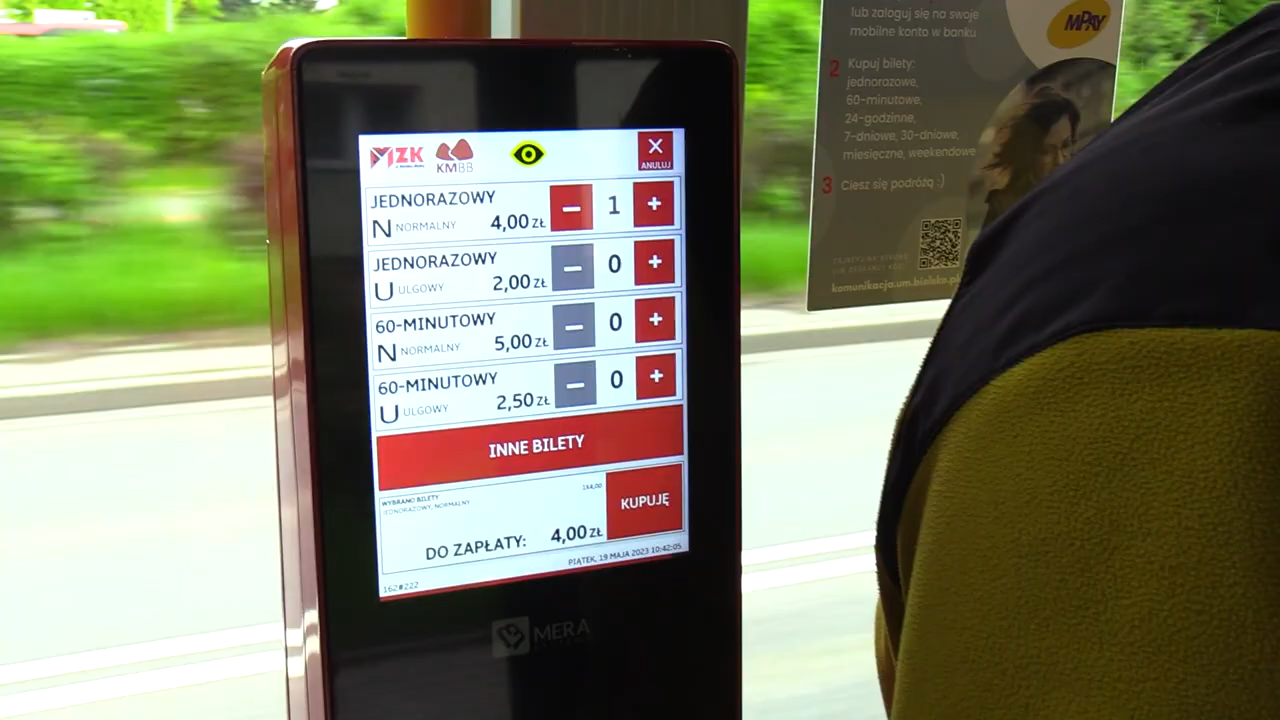 MZK
KMBB
X
ANULUJ
JEDNORAZOWY
N NORMALNY 4,00 ZŁ
– 1 +
JEDNORAZOWY
U ULGOWY 2,00 ZŁ
– 0 +
60-MINUTOWY
N NORMALNY 5,00 ZŁ
– 0 +
60-MINUTOWY
U ULGOWY 2,50 ZŁ
– 0 +
INNE BILETY
WYBRANO BILETY
JEDNORAZOWY, NORMALNY
1X4,00
DO ZAPŁATY: 4,00 ZŁ
KUPUJĘ
PIĄTEK, 19 MAJA 2023 10:42:05
162#222
MERA
lub zaloguj się na swoje
mobilne konto w banku
MPAY
2 Kupuj bilety:
jednorazowe,
60-minutowe,
24-godzinne,
7-dniowe, 30-dniowe,
miesięczne, weekendowe
3 Ciesz się podróżą :)
komunikacja.um.bielsko.p